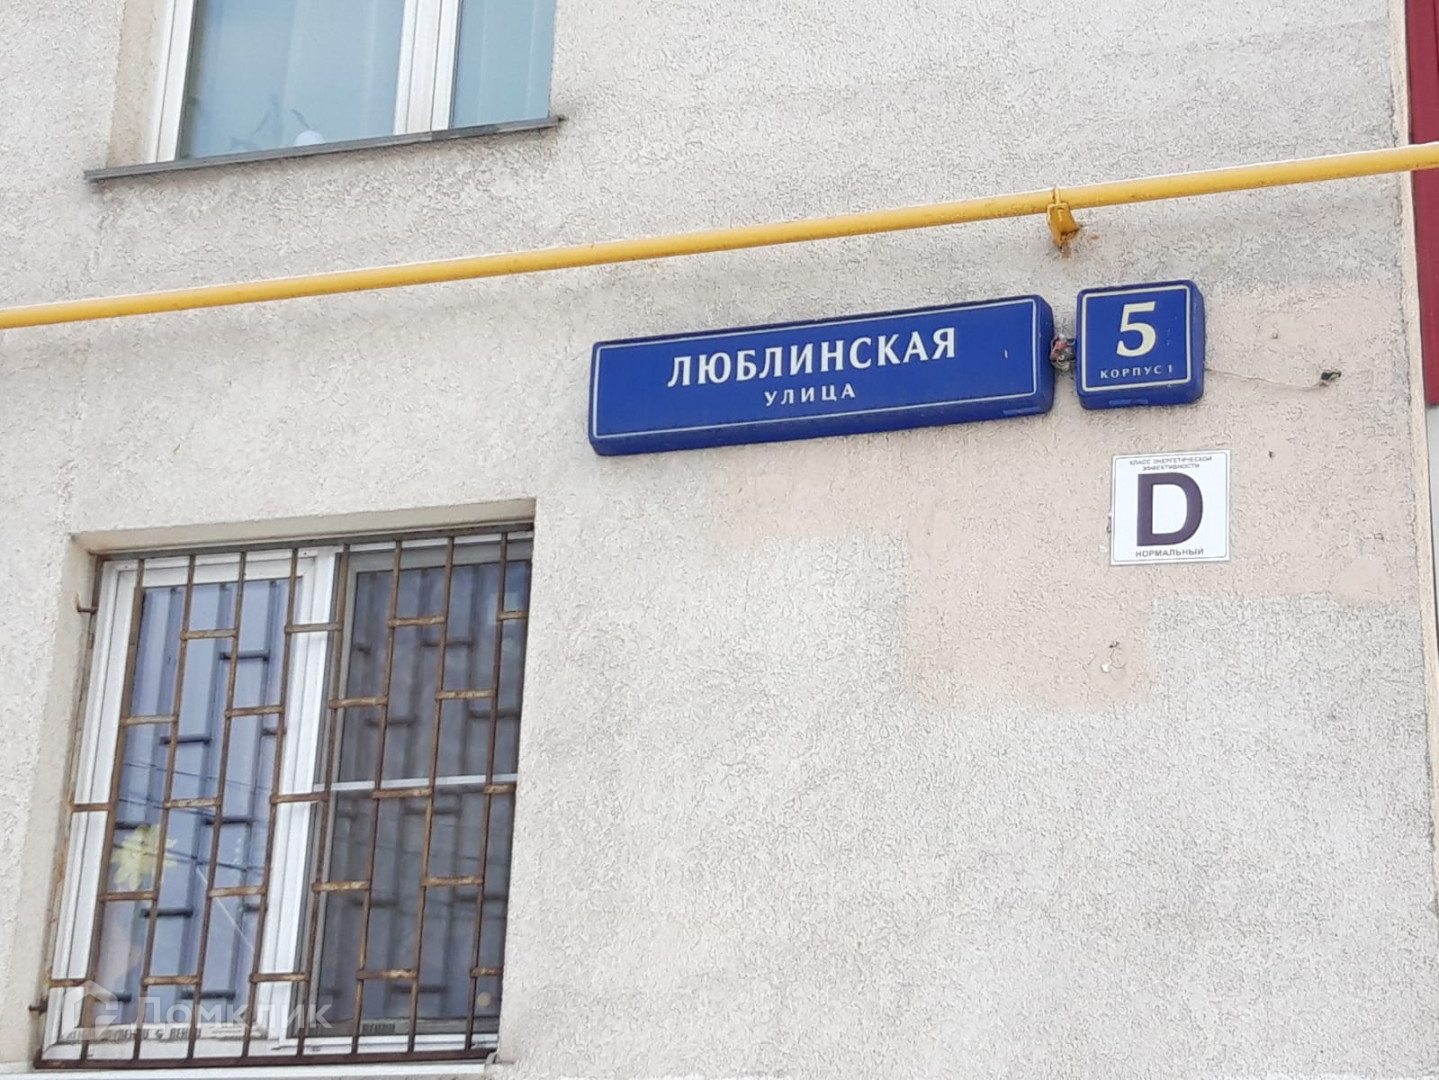 ЛЮБЛИНСКАЯ
УЛИЦА
5
КОРПУС 1
КЛАСС ЭНЕРГЕТИЧЕСКОЙ
ЭФФЕКТИВНОСТИ
D
НОРМАЛЬНЫЙ
Домклик